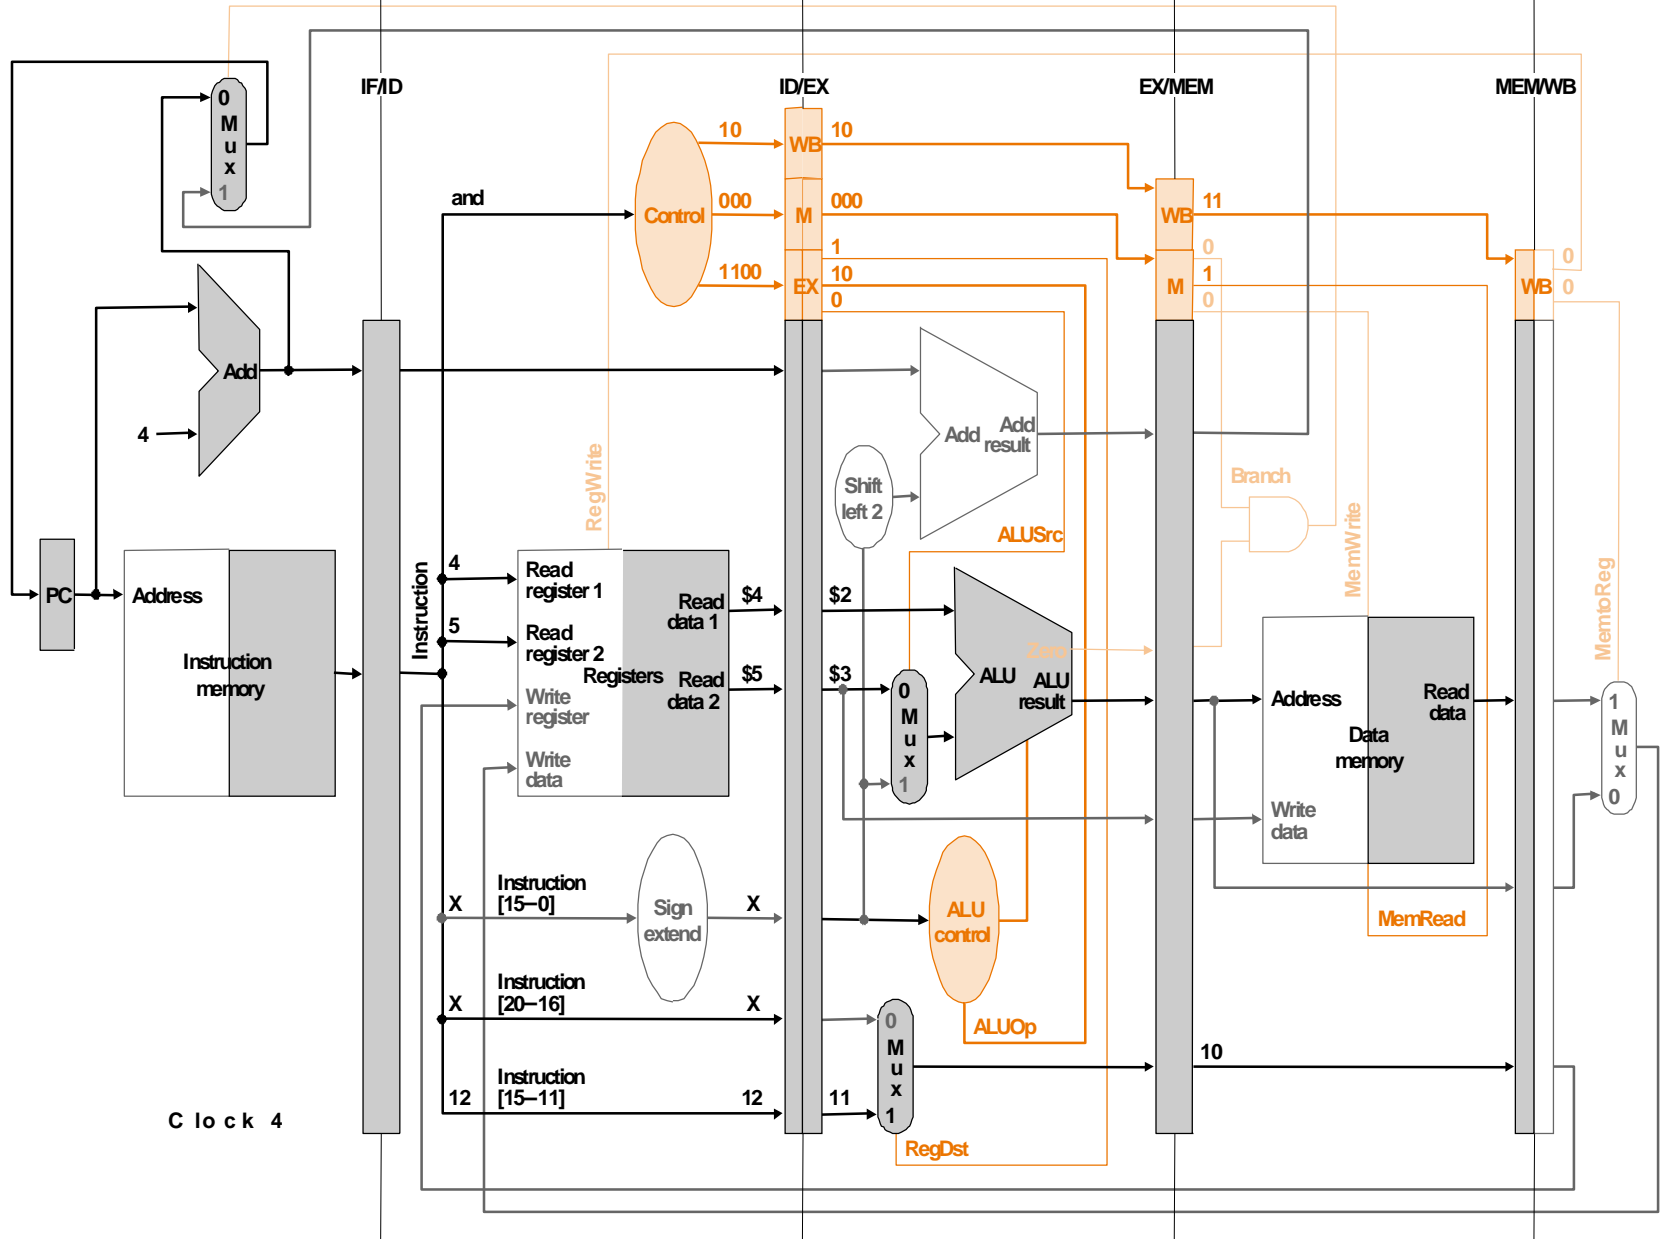 IF/ID
ID/EX
EX/MEM
MEM/WB
0
M
u
x
1
10
WB
10
and
Control
000
M
000
WB
11
0
1
1100
EX
10
0
M
1
0
WB
0
0
Add
4
Add
Add
result
Shift
left 2
RegWrite
Branch
ALUSrc
MemWrite
MemtoReg
PC
Address
Instruction
memory
Instruction
4
Read
register 1
5
Read
register 2
Registers
Write
register
Write
data
Read
data 1
$4
$2
Read
data 2
$5
$3
0
M
u
x
1
Zero
ALU
ALU
result
Address
Read
data
Data
memory
Write
data
1
M
u
x
0
X
Instruction
[15–0]
Sign
extend
X
ALU
control
MemRead
X
Instruction
[20–16]
X
0
M
u
x
1
ALUOp
10
12
Instruction
[15–11]
12
11
RegDst
Clock 4